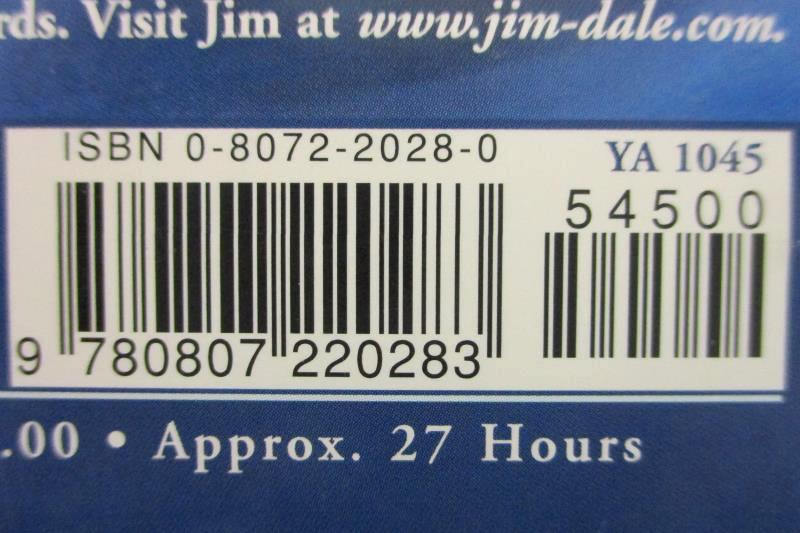 rds. Visit Jim at www.jim-dale.com.
ISBN 0-8072-2028-0
YA 1045
54500
9 780807 220283
.00 • Approx. 27 Hours